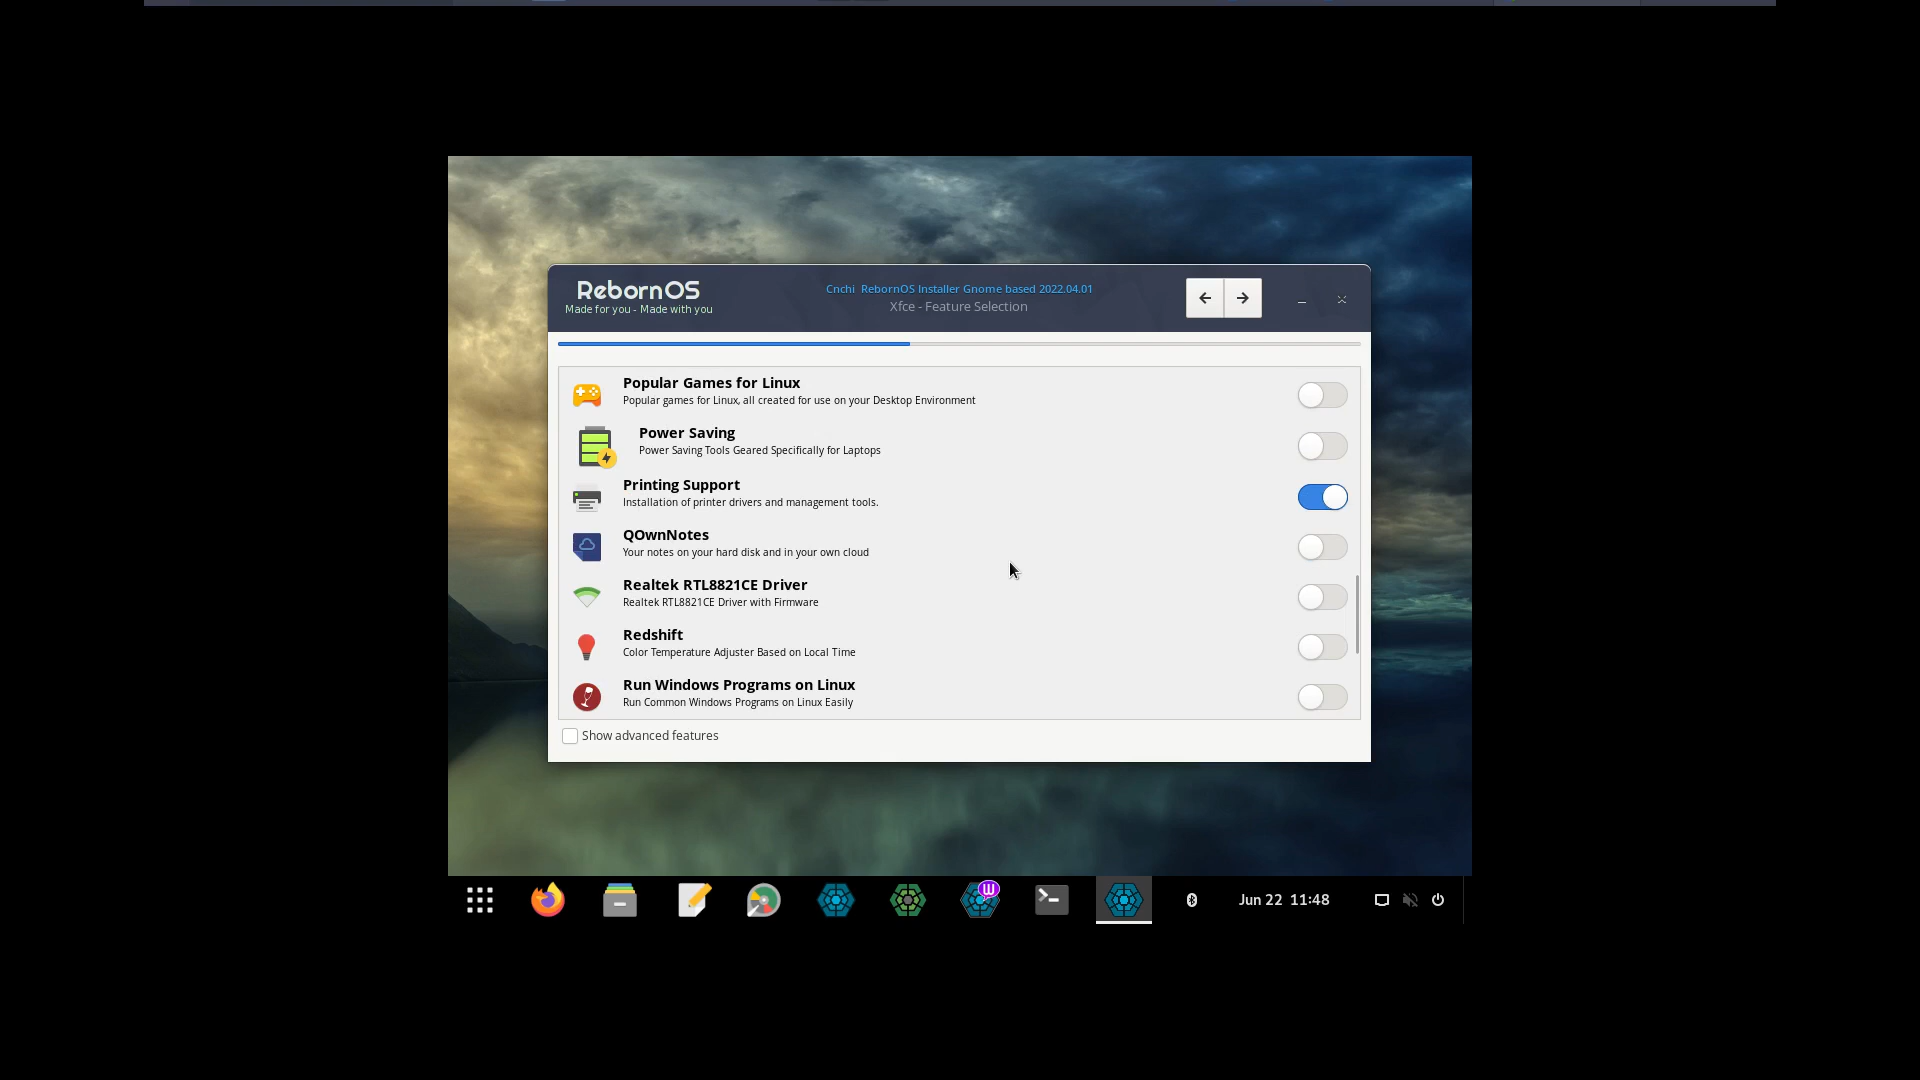 RebornOS
Made for you - Made with you
Cnchi RebornOS Installer Gnome based 2022.04.01
Xfce - Feature Selection
Popular Games for Linux
Popular games for Linux, all created for use on your Desktop Environment
Power Saving
Power Saving Tools Geared Specifically for Laptops
Printing Support
Installation of printer drivers and management tools.
QOwnNotes
Your notes on your hard disk and in your own cloud
Realtek RTL8821CE Driver
Realtek RTL8821CE Driver with Firmware
Redshift
Color Temperature Adjuster Based on Local Time
Run Windows Programs on Linux
Run Common Windows Programs on Linux Easily
Show advanced features
W
Jun 22 11:48